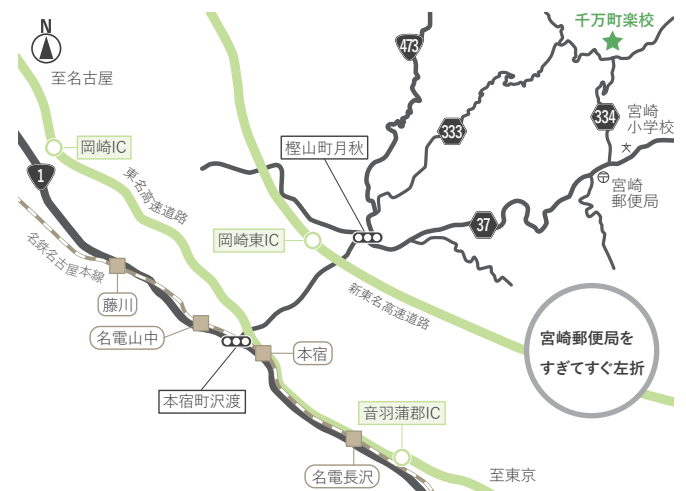 N
至名古屋
千万町楽校
473
333
334
宮崎
小学校
文
岡崎IC
樫山町月秋
1
東名高速道路
宮崎
郵便局
岡崎東IC
37
名鉄名古屋本線
新東名高速道路
藤川
名電山中
本宿
宮崎郵便局を
すぎてすぐ左折
本宿町沢渡
音羽蒲郡IC
名電長沢
至東京